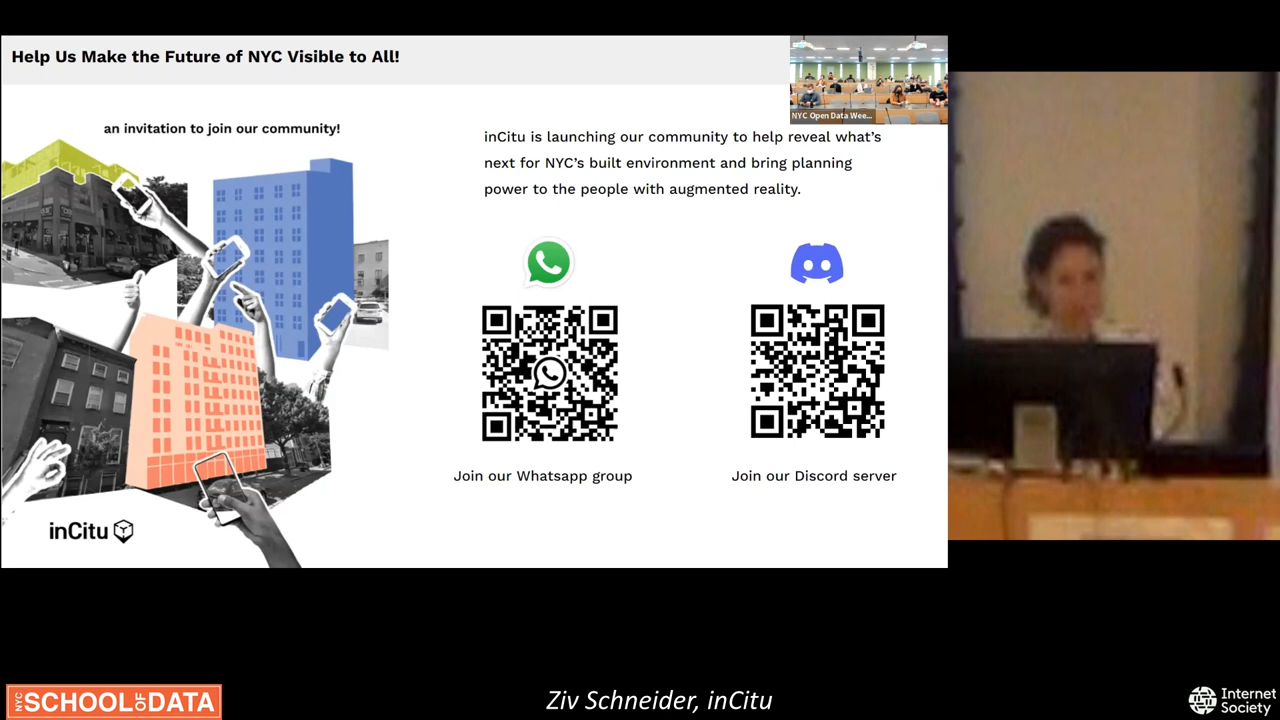 Help Us Make the Future of NYC Visible to All!
NYC Open Data Wee...
an invitation to join our community!
inCitu is launching our community to help reveal what's
next for NYC's built environment and bring planning
power to the people with augmented reality.
Join our Whatsapp group
Join our Discord server
inCitu
NYC SCHOOL OF DATA
Ziv Schneider, inCitu
Internet
Society